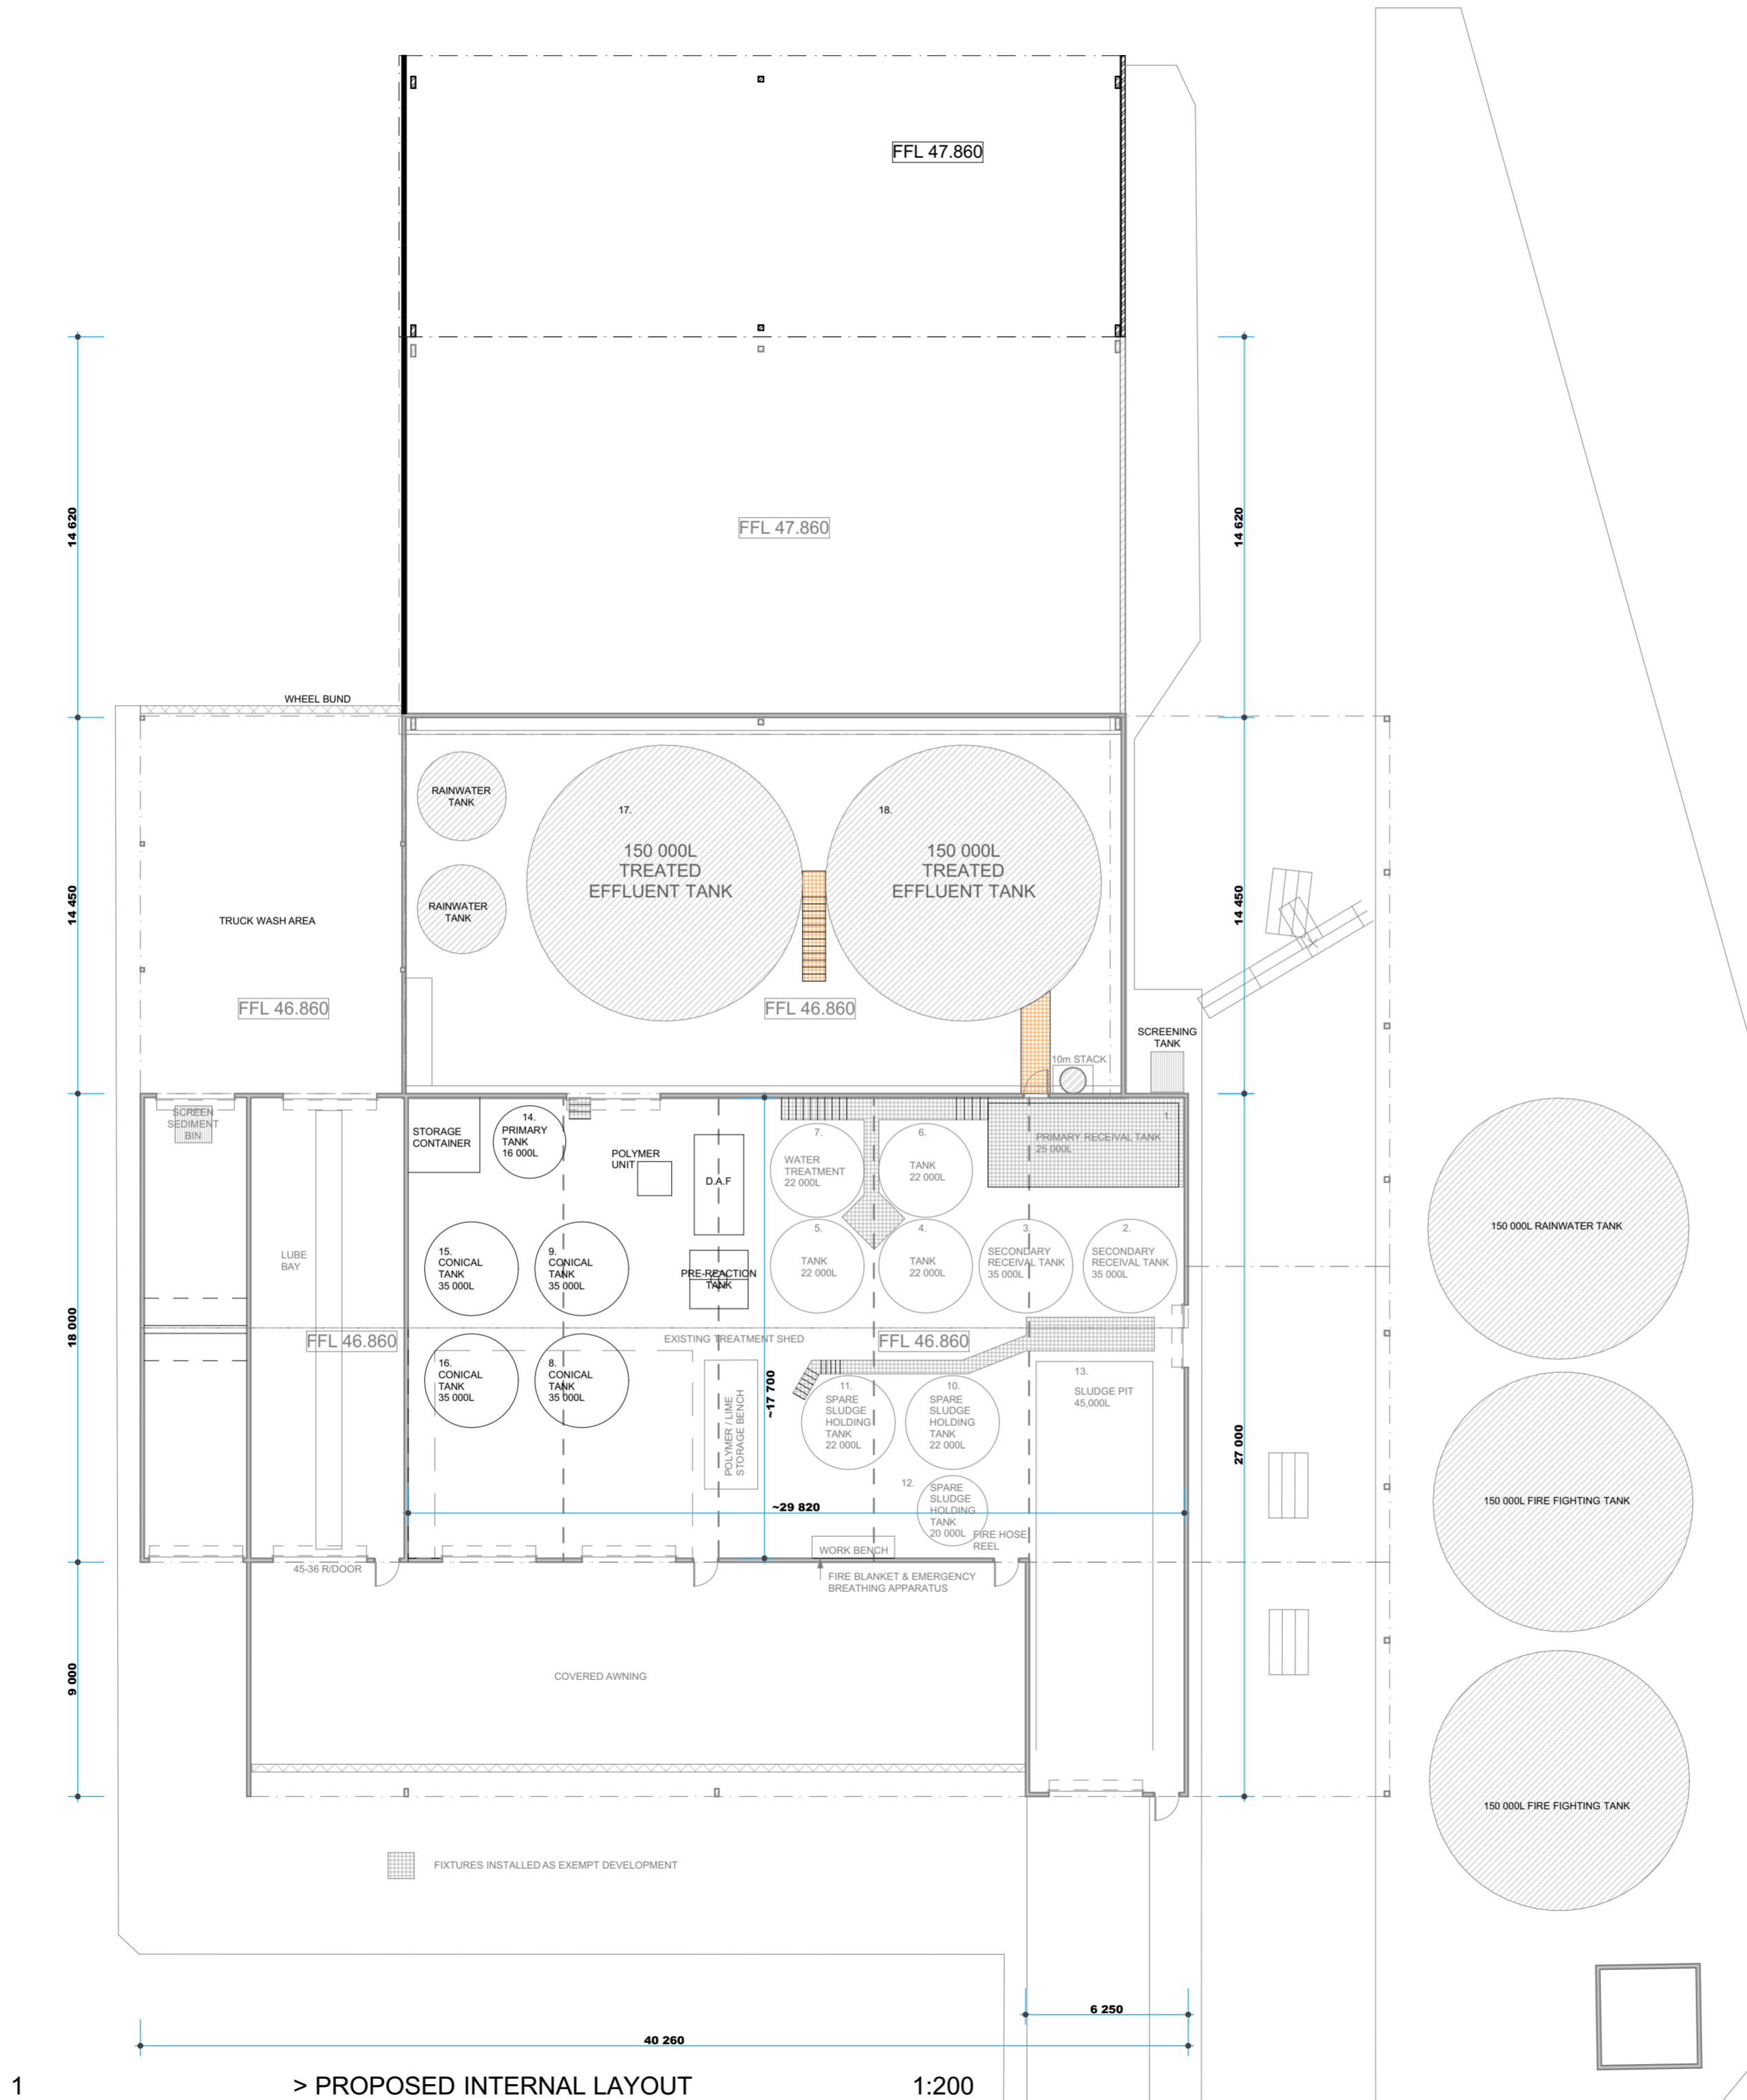 FFL 47.860
14 620
14 620
FFL 47.860
WHEEL BUND
RAINWATER
TANK
17.
150 000L
TREATED
EFFLUENT TANK
18.
150 000L
TREATED
EFFLUENT TANK
14 450
14 450
RAINWATER
TANK
TRUCK WASH AREA
FFL 46.860
FFL 46.860
SCREENING
TANK
10m STACK
SCREEN
SEDIMENT
BIN
STORAGE
CONTAINER
14.
PRIMARY
TANK
16 000L
POLYMER
UNIT
D.A.F
7.
WATER
TREATMENT
22 000L
6.
TANK
22 000L
1.
PRIMARY RECEIVAL TANK
25 000L
LUBE
BAY
15.
CONICAL
TANK
35 000L
9.
CONICAL
TANK
35 000L
PRE-REACTION
TANK
5.
TANK
22 000L
4.
TANK
22 000L
3.
SECONDARY
RECEIVAL TANK
35 000L
2.
SECONDARY
RECEIVAL TANK
35 000L
150 000L RAINWATER TANK
18 000
FFL 46.860
EXISTING TREATMENT SHED
FFL 46.860
16.
CONICAL
TANK
35 000L
8.
CONICAL
TANK
35 000L
POLYMER / LIME
STORAGE BENCH
~17 700
11.
SPARE
SLUDGE
HOLDING
TANK
22 000L
10.
SPARE
SLUDGE
HOLDING
TANK
22 000L
13.
SLUDGE PIT
45,000L
27 000
12.
SPARE
SLUDGE
HOLDING
TANK
20 000L
~29 820
FIRE HOSE
REEL
150 000L FIRE FIGHTING TANK
WORK BENCH
45-36 R/DOOR
FIRE BLANKET & EMERGENCY
BREATHING APPARATUS
9 000
COVERED AWNING
150 000L FIRE FIGHTING TANK
FIXTURES INSTALLED AS EXEMPT DEVELOPMENT
6 250
40 260
1
> PROPOSED INTERNAL LAYOUT
1:200